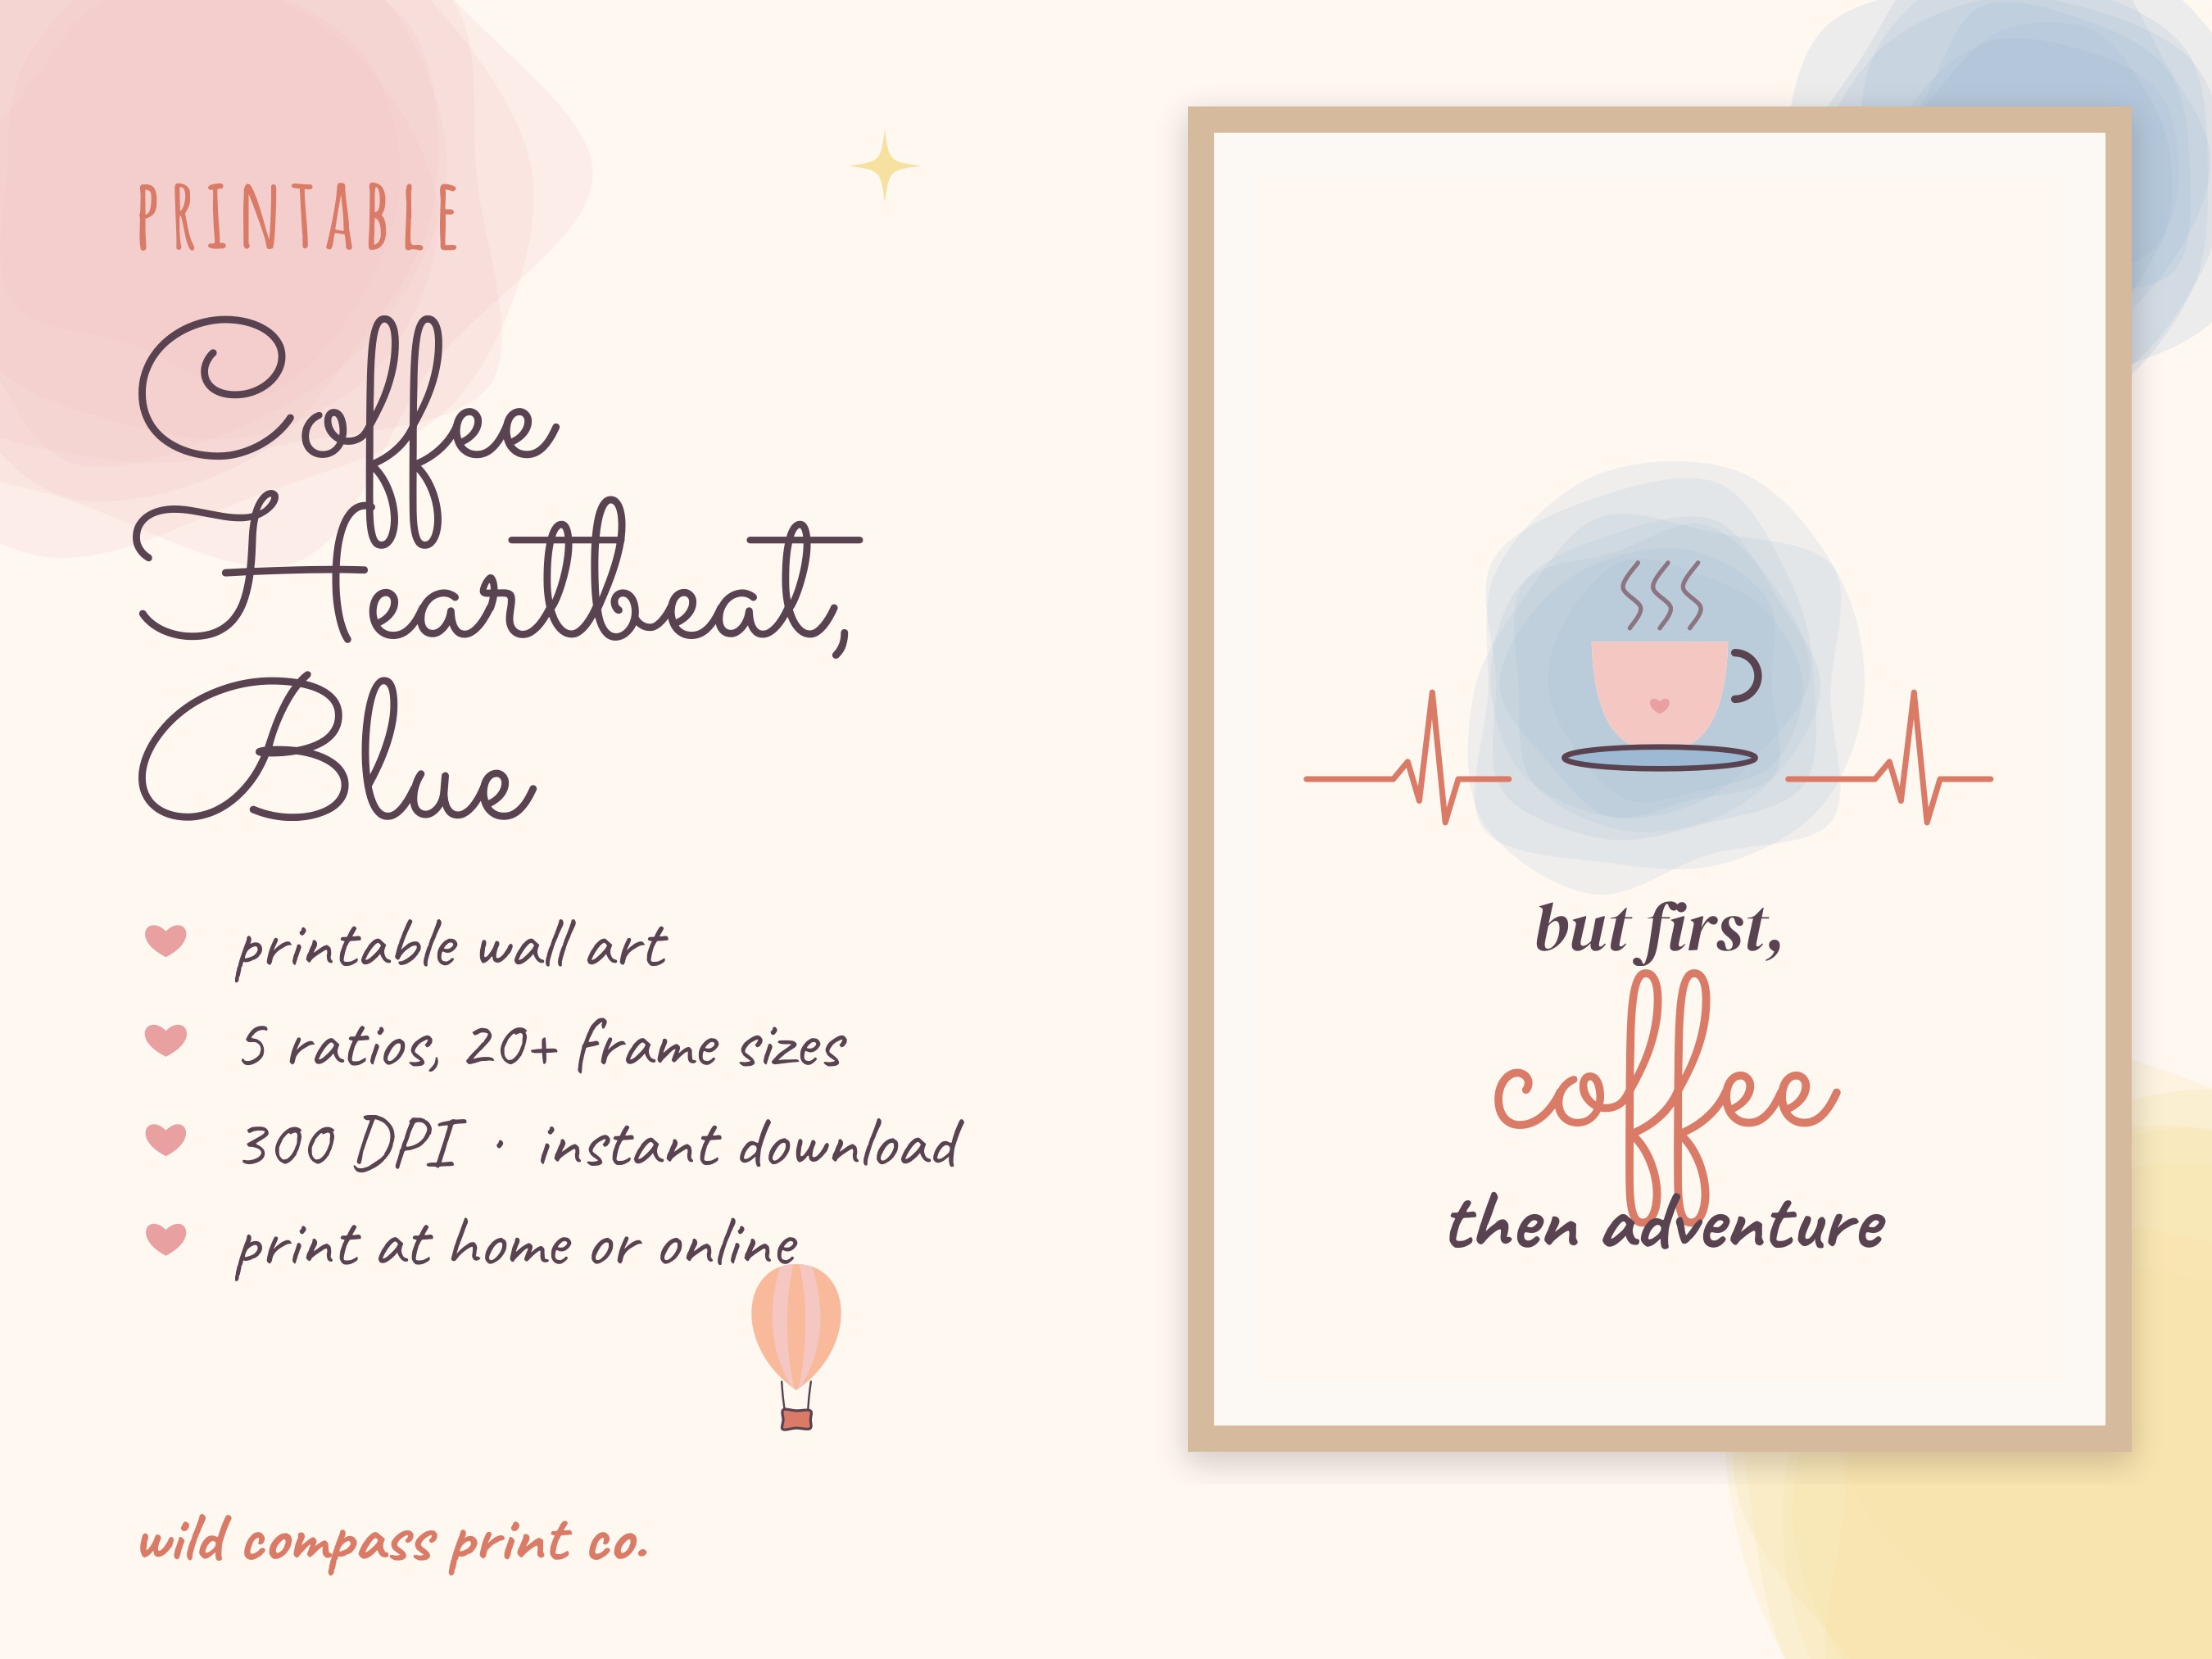 PRINTABLE
Coffee
Heartbeat,
Blue
printable wall art
5 ratios, 20+ frame sizes
300 DPI · instant download
print at home or online
wild compass print co.
but first,
coffee
then adventure